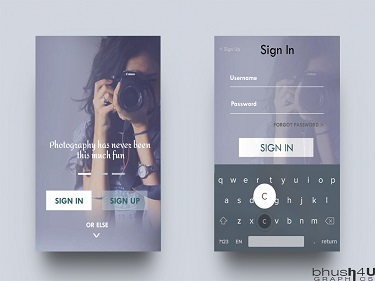 Photography has never been
this much fun
SIGN IN
SIGN UP
OR ELSE
< Sign Up
Sign In
Username
Password
FORGOT PASSWORD >
SIGN IN
q w e r t y u i o p
a s d g h j k l
C
z x c v b n m
?123 EN . return
bhush4U
GRAPHICS